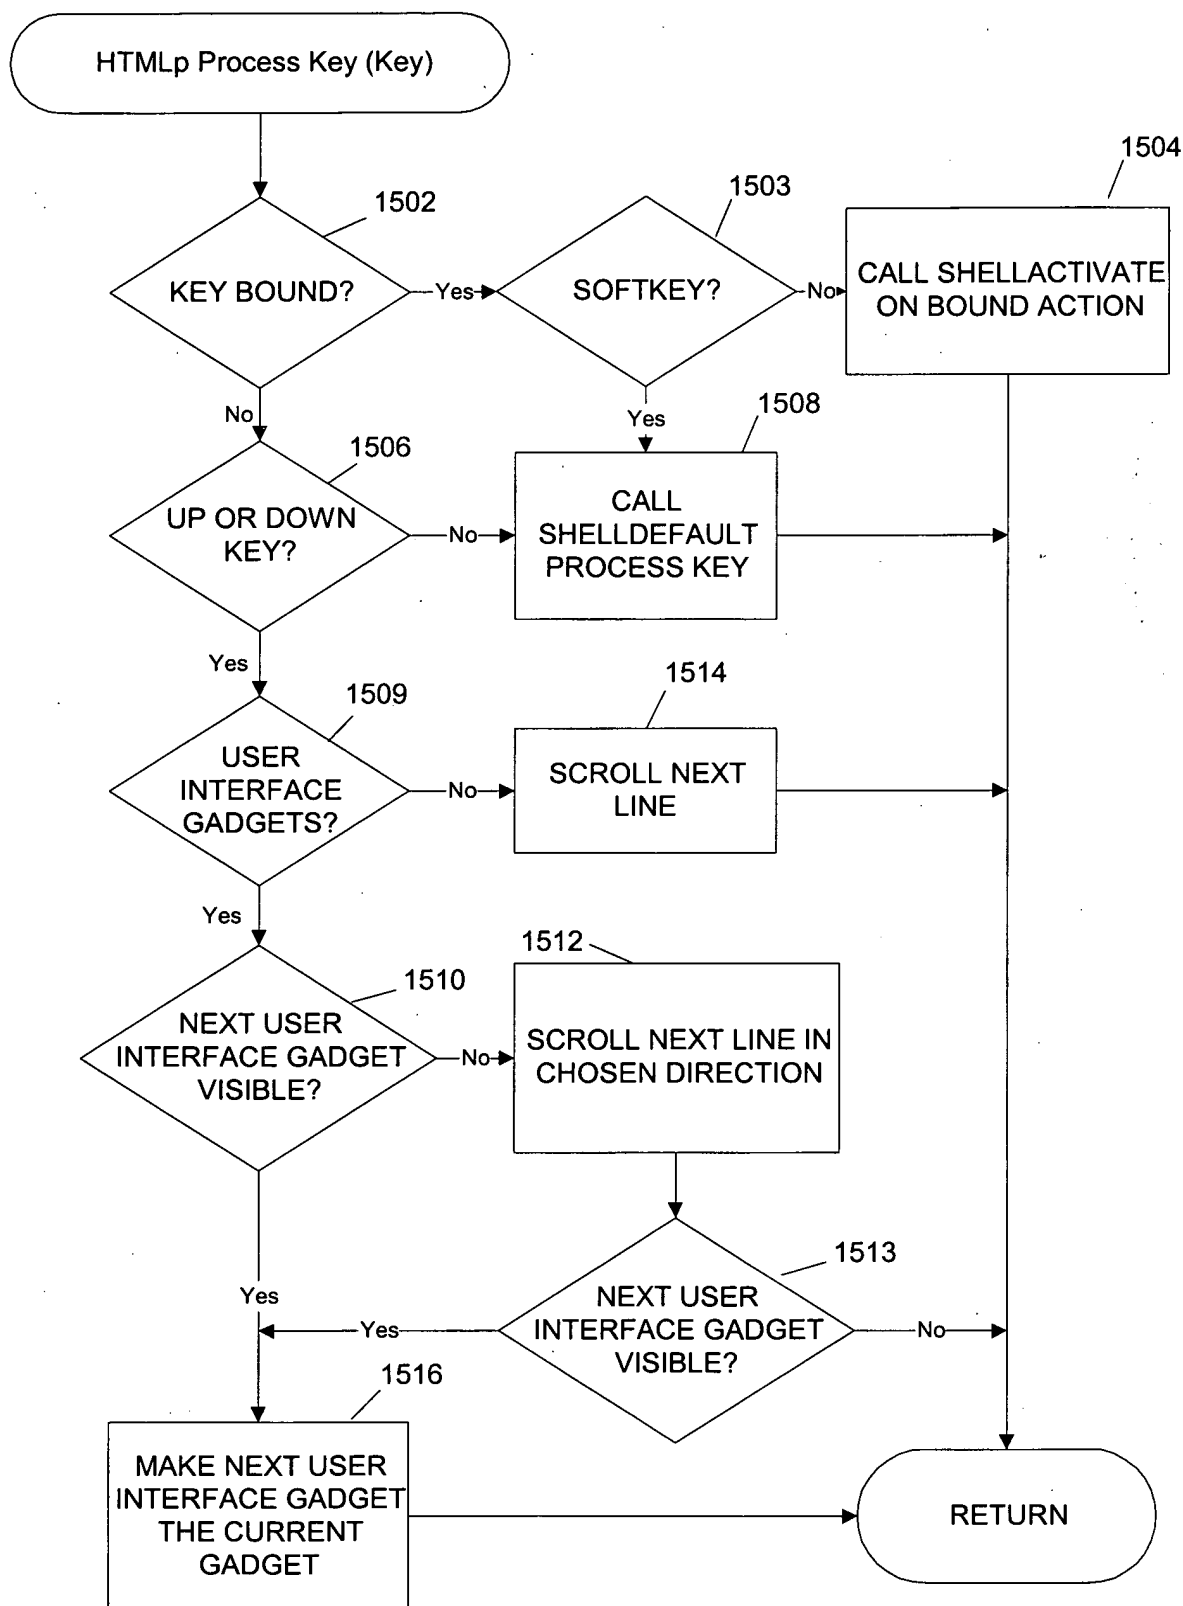 HTMLp Process Key (Key)
1502
KEY BOUND?
Yes
1503
SOFTKEY?
No
1504
CALL SHELLACTIVATE
ON BOUND ACTION
No
Yes
1506
UP OR DOWN
KEY?
No
1508
CALL
SHELLDEFAULT
PROCESS KEY
Yes
1509
USER
INTERFACE
GADGETS?
No
1514
SCROLL NEXT
LINE
Yes
1510
NEXT USER
INTERFACE GADGET
VISIBLE?
No
1512
SCROLL NEXT LINE IN
CHOSEN DIRECTION
Yes
1513
NEXT USER
INTERFACE GADGET
VISIBLE?
Yes
No
1516
MAKE NEXT USER
INTERFACE GADGET
THE CURRENT
GADGET
RETURN